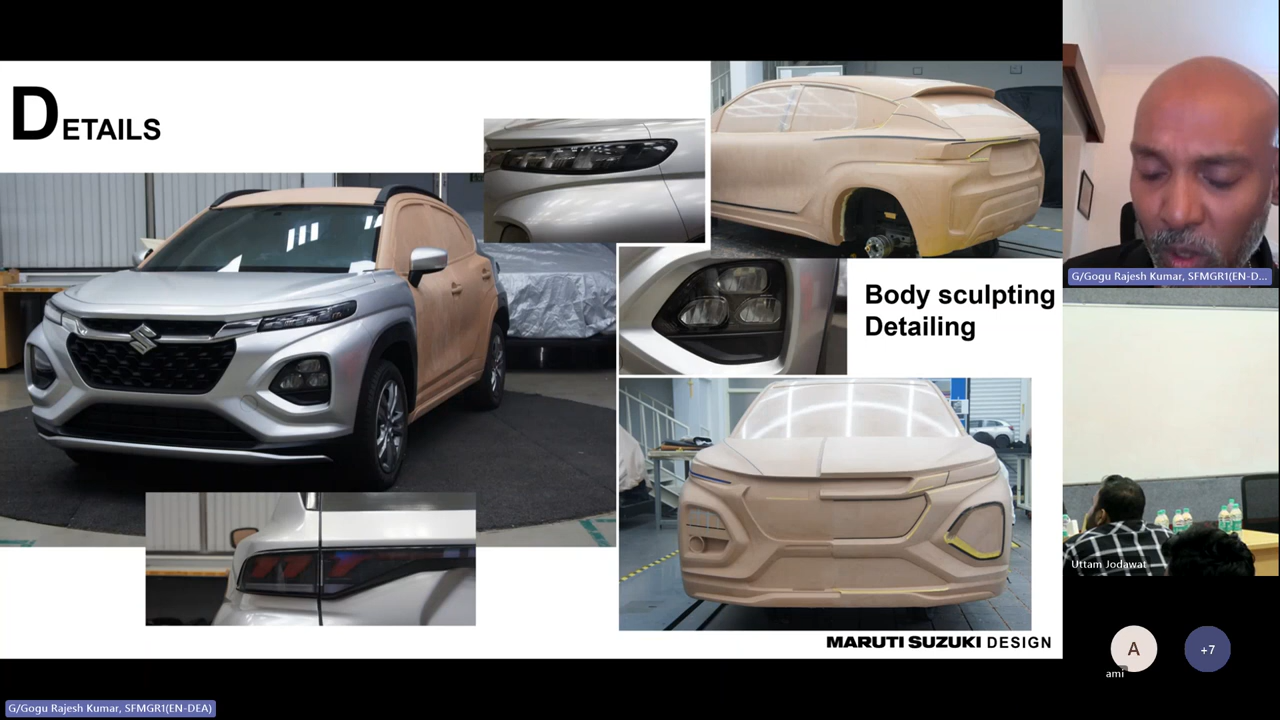 DETAILS
Body sculpting
Detailing
MARUTI SUZUKI DESIGN
G/Gogu Rajesh Kumar, SFMGR1(EN-D...
Uttam Jodawat
A
+7
ami
G/Gogu Rajesh Kumar, SFMGR1(EN-DEA)